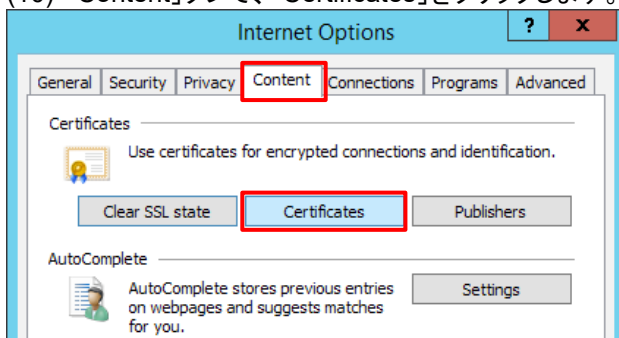 Internet Options
? x
General Security Privacy Content Connections Programs Advanced
Certificates
Use certificates for encrypted connections and identification.
Clear SSL state Certificates Publishers
AutoComplete
AutoComplete stores previous entries
on webpages and suggests matches
for you.
Settings